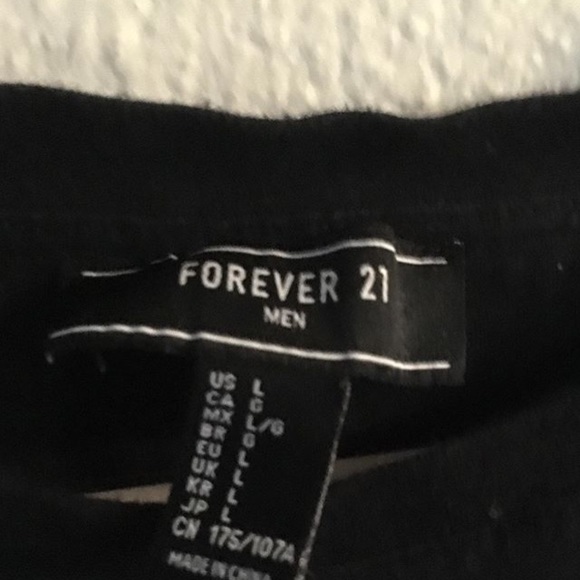 FOREVER 21
MEN
US L
CA G
MX L/G
BR G
EU L
UK L
KR L
JP L
CN 175/107A
MADE IN CHINA